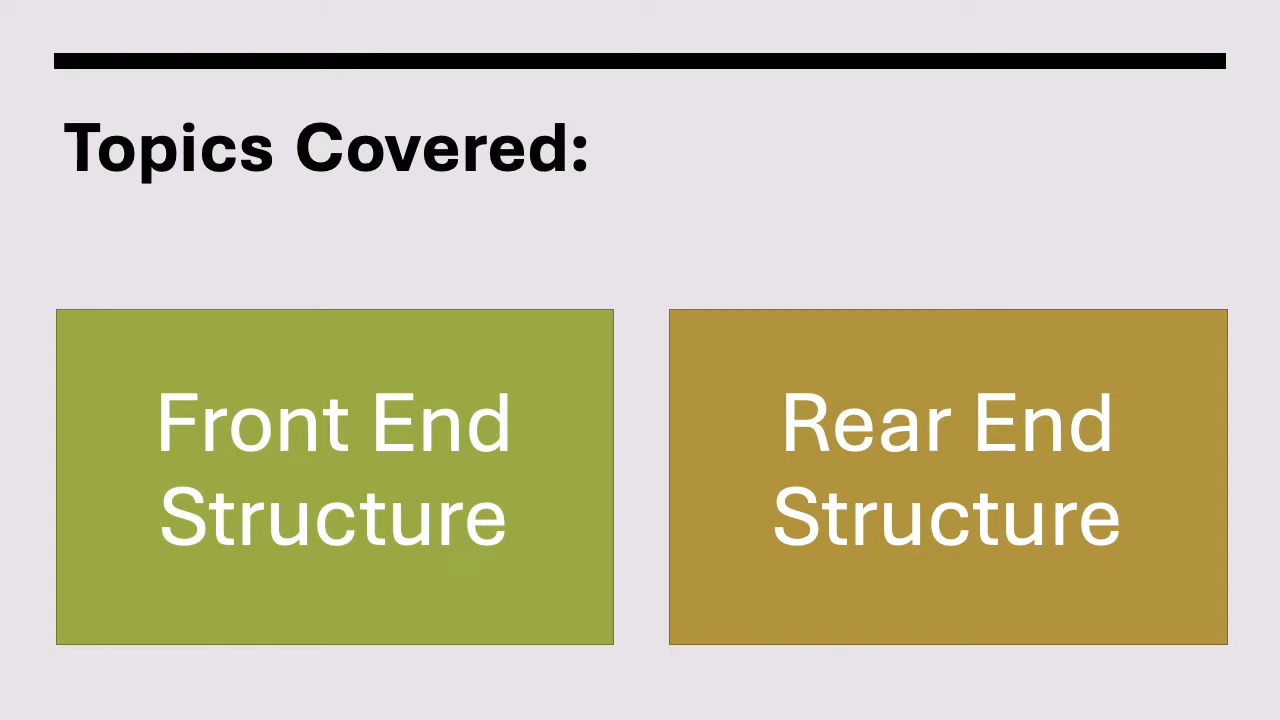 Topics Covered:
Front End
Structure
Rear End
Structure